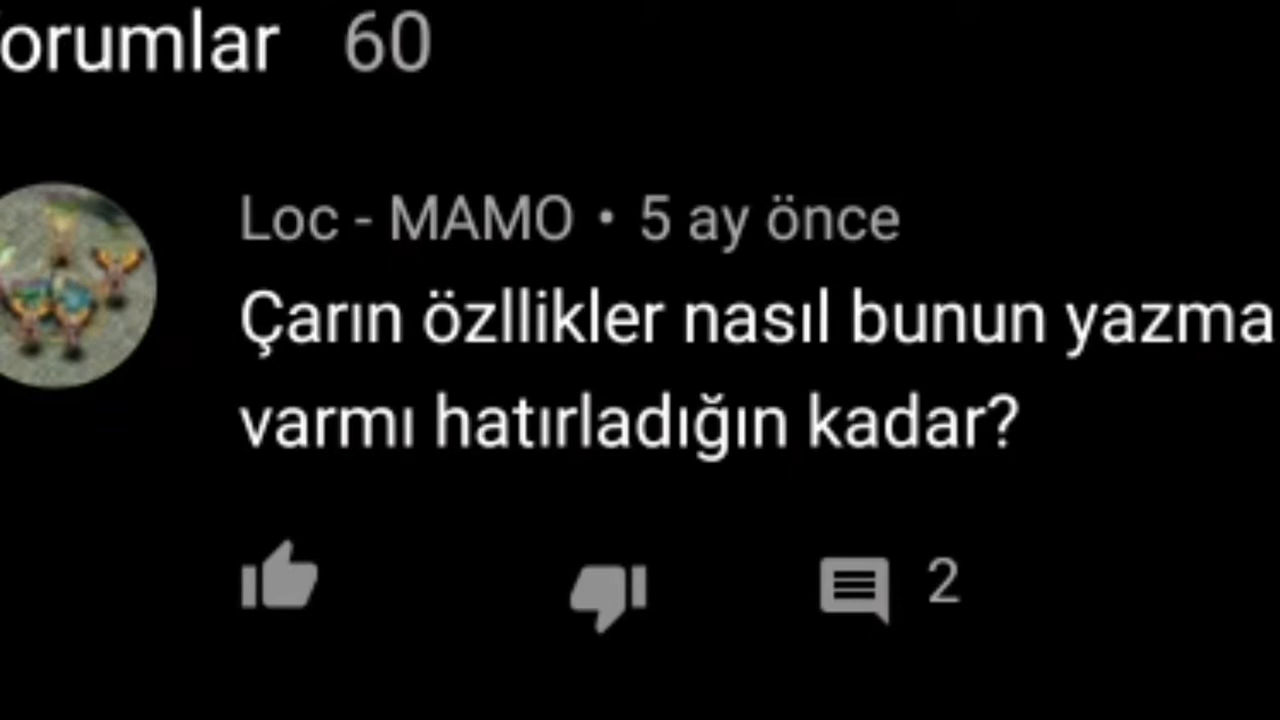 orumlar 60
Loc - MAMO • 5 ay önce
Çarın özllikler nasıl bunun yazma
varmı hatırladığın kadar?
2